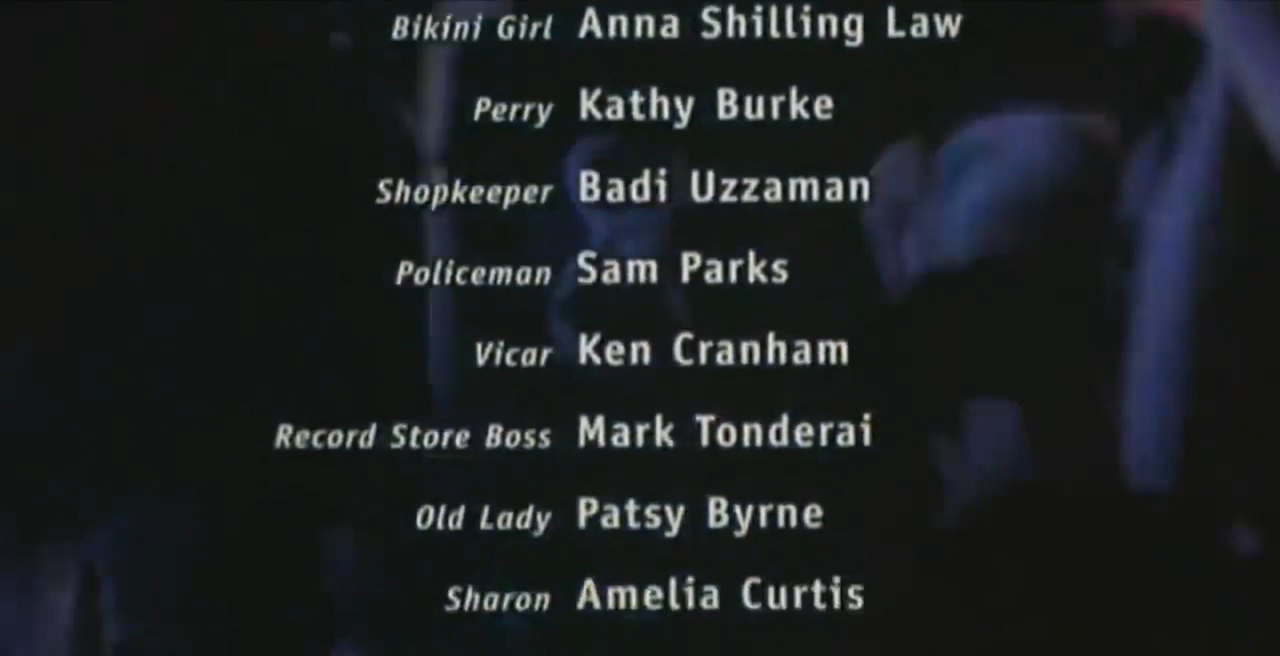 Bikini Girl Anna Shilling Law
Perry Kathy Burke
Shopkeeper Badi Uzzaman
Policeman Sam Parks
Vicar Ken Cranham
Record Store Boss Mark Tonderai
Old Lady Patsy Byrne
Sharon Amelia Curtis